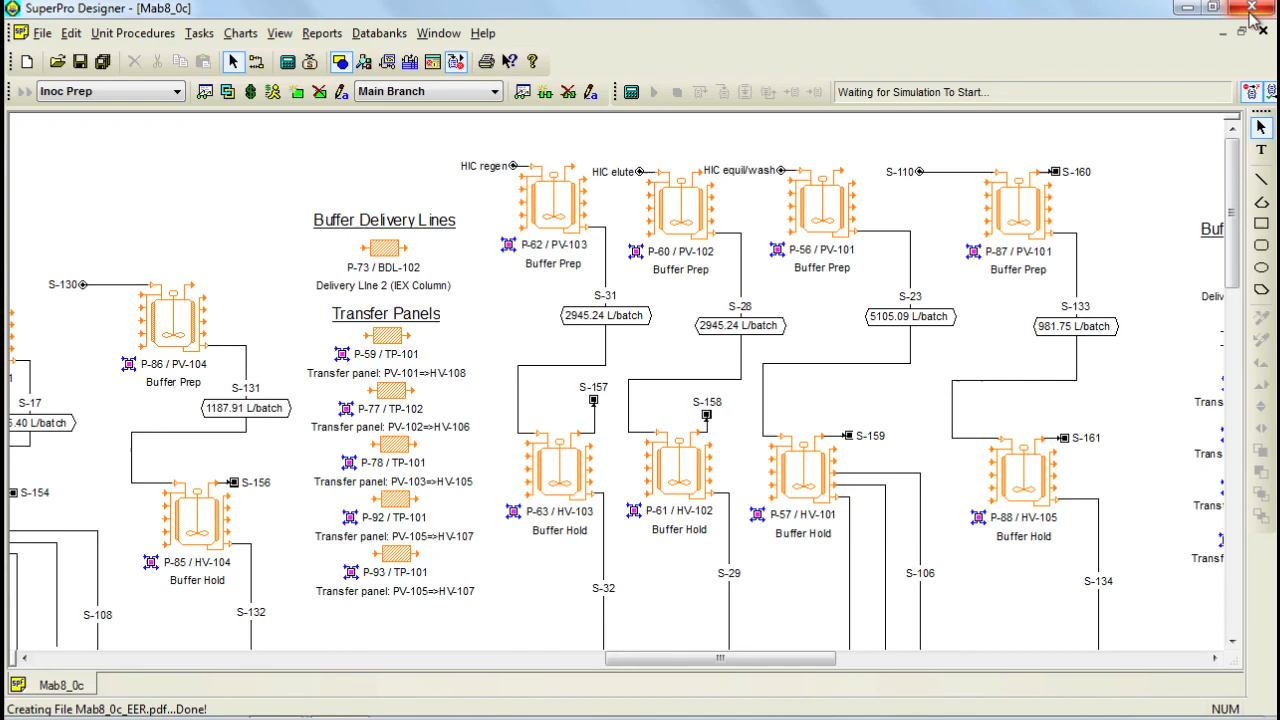 SuperPro Designer - [Mab8_0c]
File Edit Unit Procedures Tasks Charts View Reports Databanks Window Help
Inoc Prep
Main Branch
Waiting for Simulation To Start...
HIC regen
HIC elute
HIC equil/wash
S-110
S-160
Buffer Delivery Lines
P-62 / PV-103
Buffer Prep
P-60 / PV-102
Buffer Prep
P-56 / PV-101
Buffer Prep
P-87 / PV-101
Buffer Prep
P-73 / BDL-102
Delivery LIne 2 (IEX Column)
S-130
S-31
2945.24 L/batch
S-28
2945.24 L/batch
S-23
5105.09 L/batch
S-133
981.75 L/batch
Transfer Panels
P-59 / TP-101
Transfer panel: PV-101=>HV-108
P-86 / PV-104
Buffer Prep
S-131
1187.91 L/batch
S-17
5.40 L/batch
P-77 / TP-102
Transfer panel: PV-102=>HV-106
S-157
S-158
S-159
S-161
P-78 / TP-101
Transfer panel: PV-103=>HV-105
S-154
S-156
P-92 / TP-101
Transfer panel: PV-105=>HV-107
P-63 / HV-103
Buffer Hold
P-61 / HV-102
Buffer Hold
P-57 / HV-101
Buffer Hold
P-88 / HV-105
Buffer Hold
P-85 / HV-104
Buffer Hold
P-93 / TP-101
Transfer panel: PV-105=>HV-107
S-108
S-132
S-32
S-29
S-106
S-134
Mab8_0c
Creating File Mab8_0c_EER.pdf...Done!
NUM